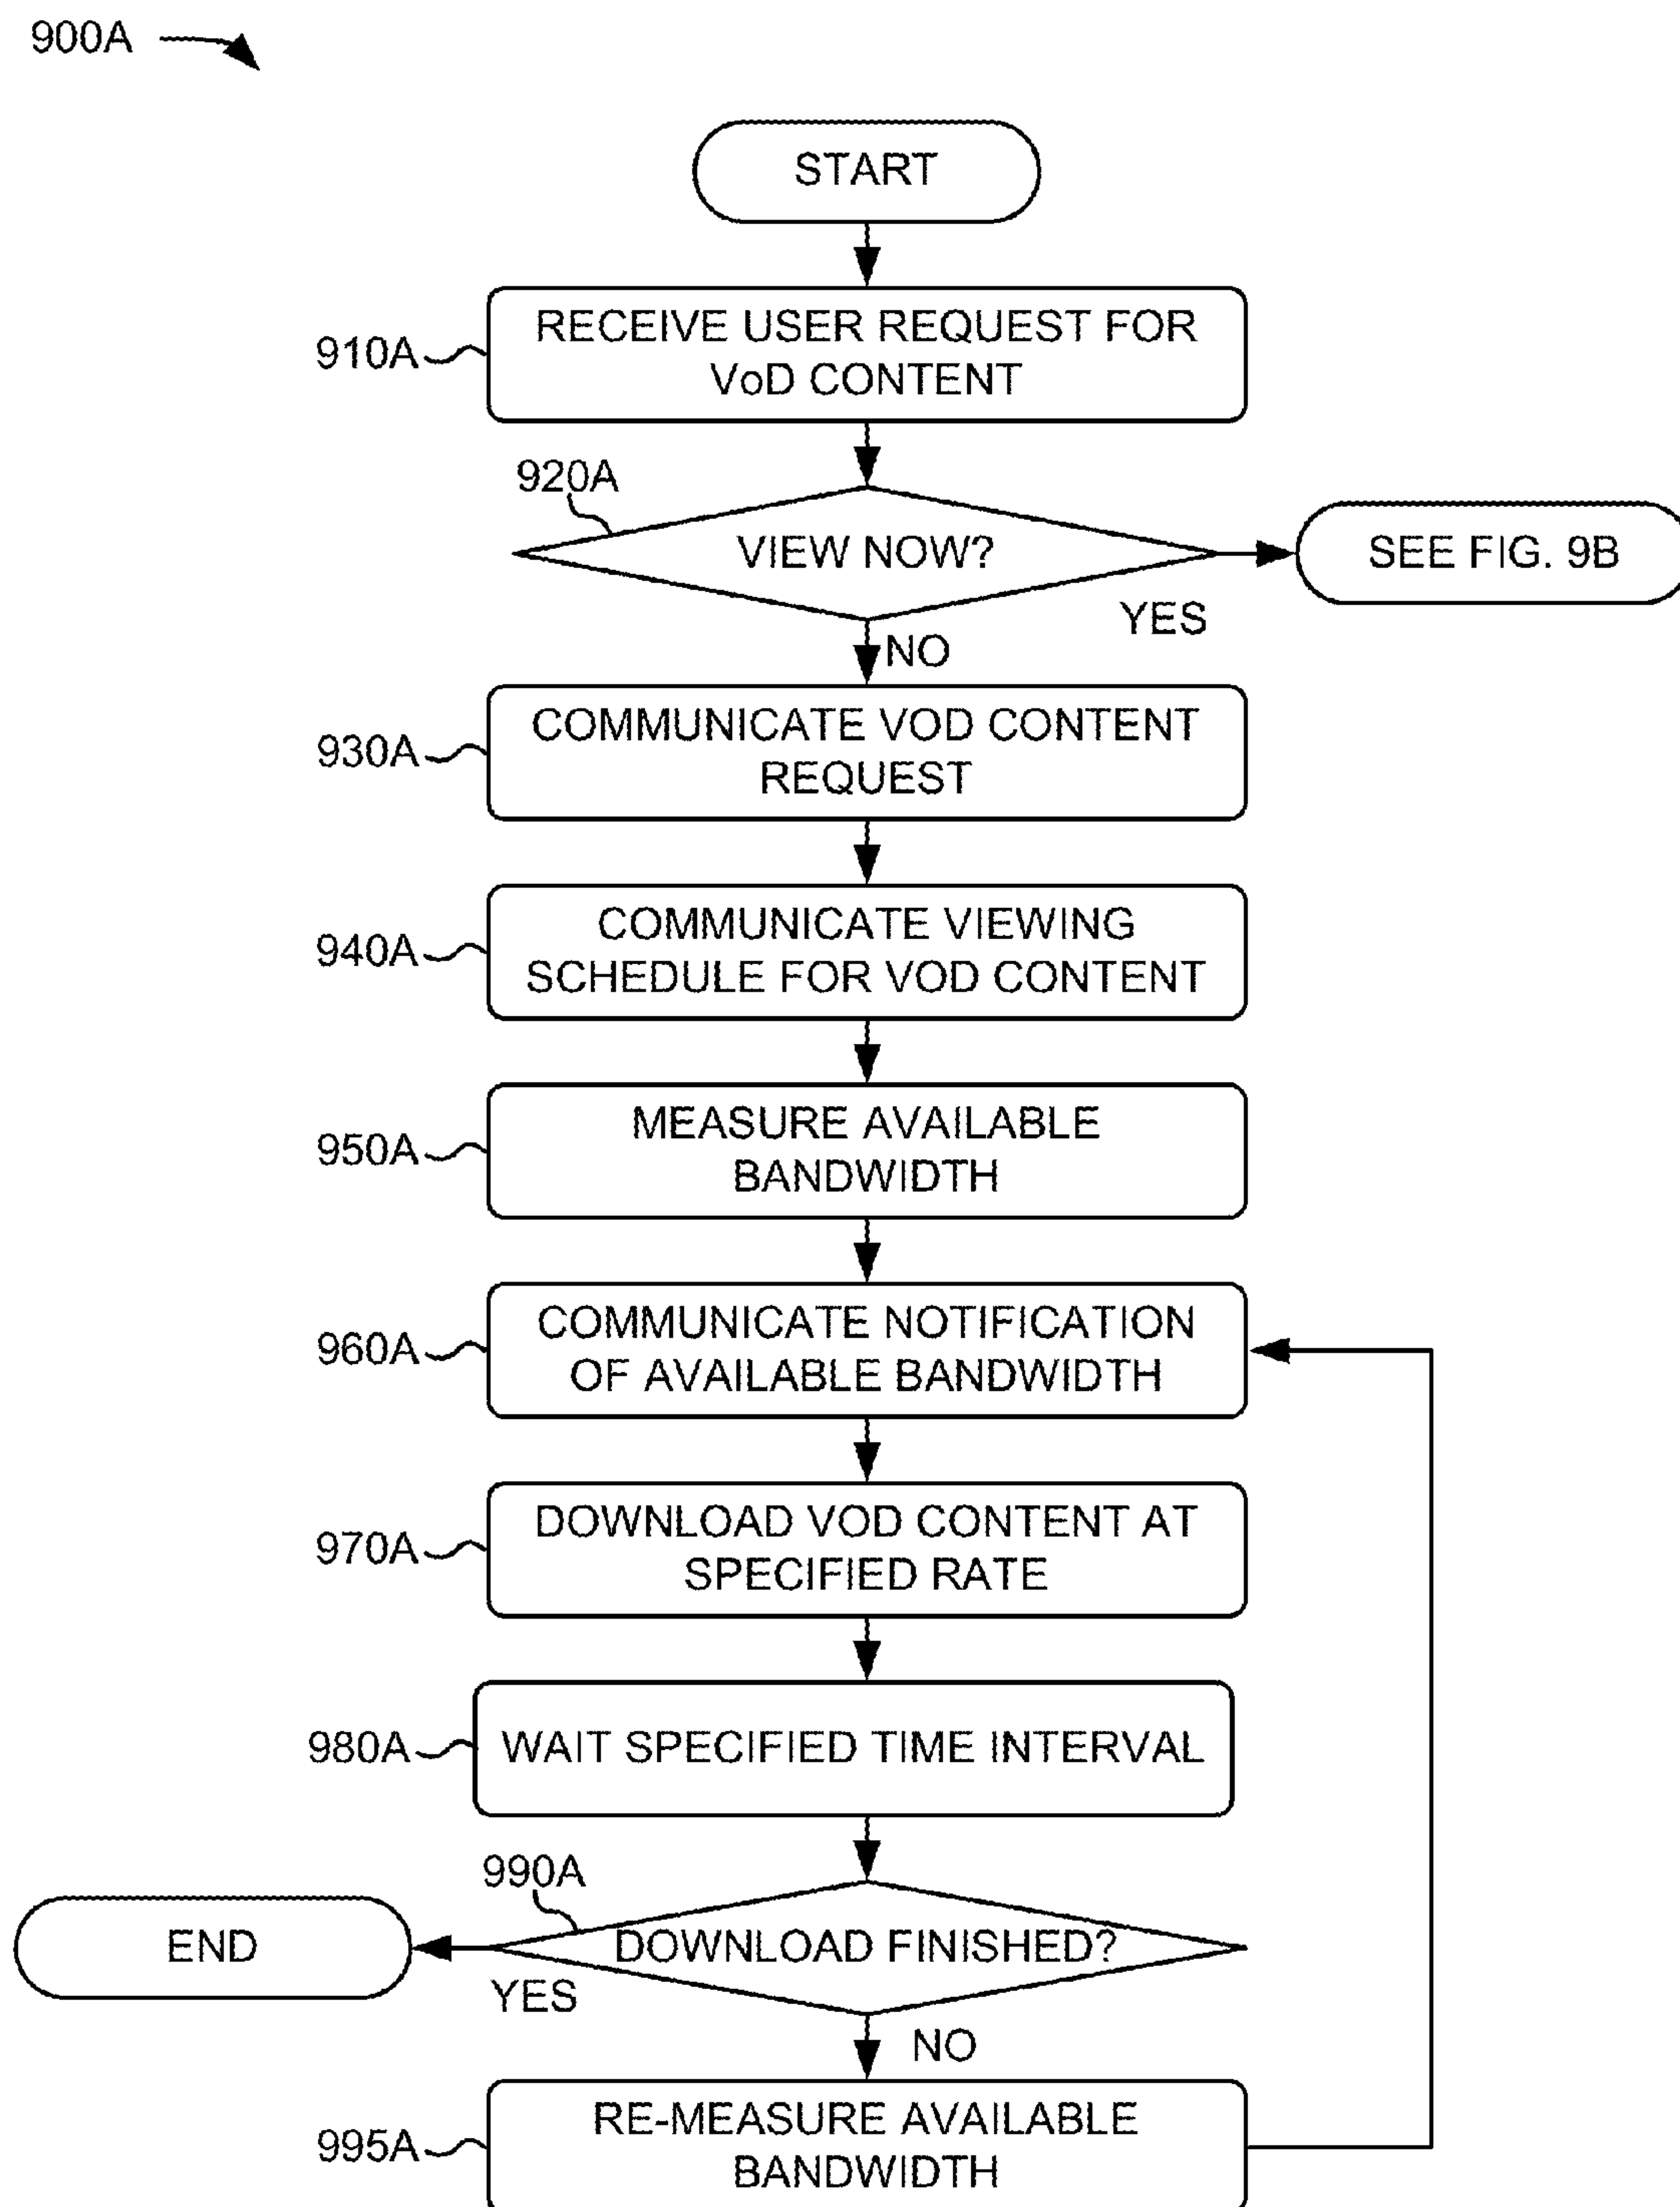 900A
START
910A
RECEIVE USER REQUEST FOR
VoD CONTENT
920A
VIEW NOW?
SEE FIG. 9B
YES
NO
930A
COMMUNICATE VOD CONTENT
REQUEST
940A
COMMUNICATE VIEWING
SCHEDULE FOR VOD CONTENT
950A
MEASURE AVAILABLE
BANDWIDTH
960A
COMMUNICATE NOTIFICATION
OF AVAILABLE BANDWIDTH
970A
DOWNLOAD VOD CONTENT AT
SPECIFIED RATE
980A
WAIT SPECIFIED TIME INTERVAL
990A
END
DOWNLOAD FINISHED?
YES
NO
995A
RE-MEASURE AVAILABLE
BANDWIDTH